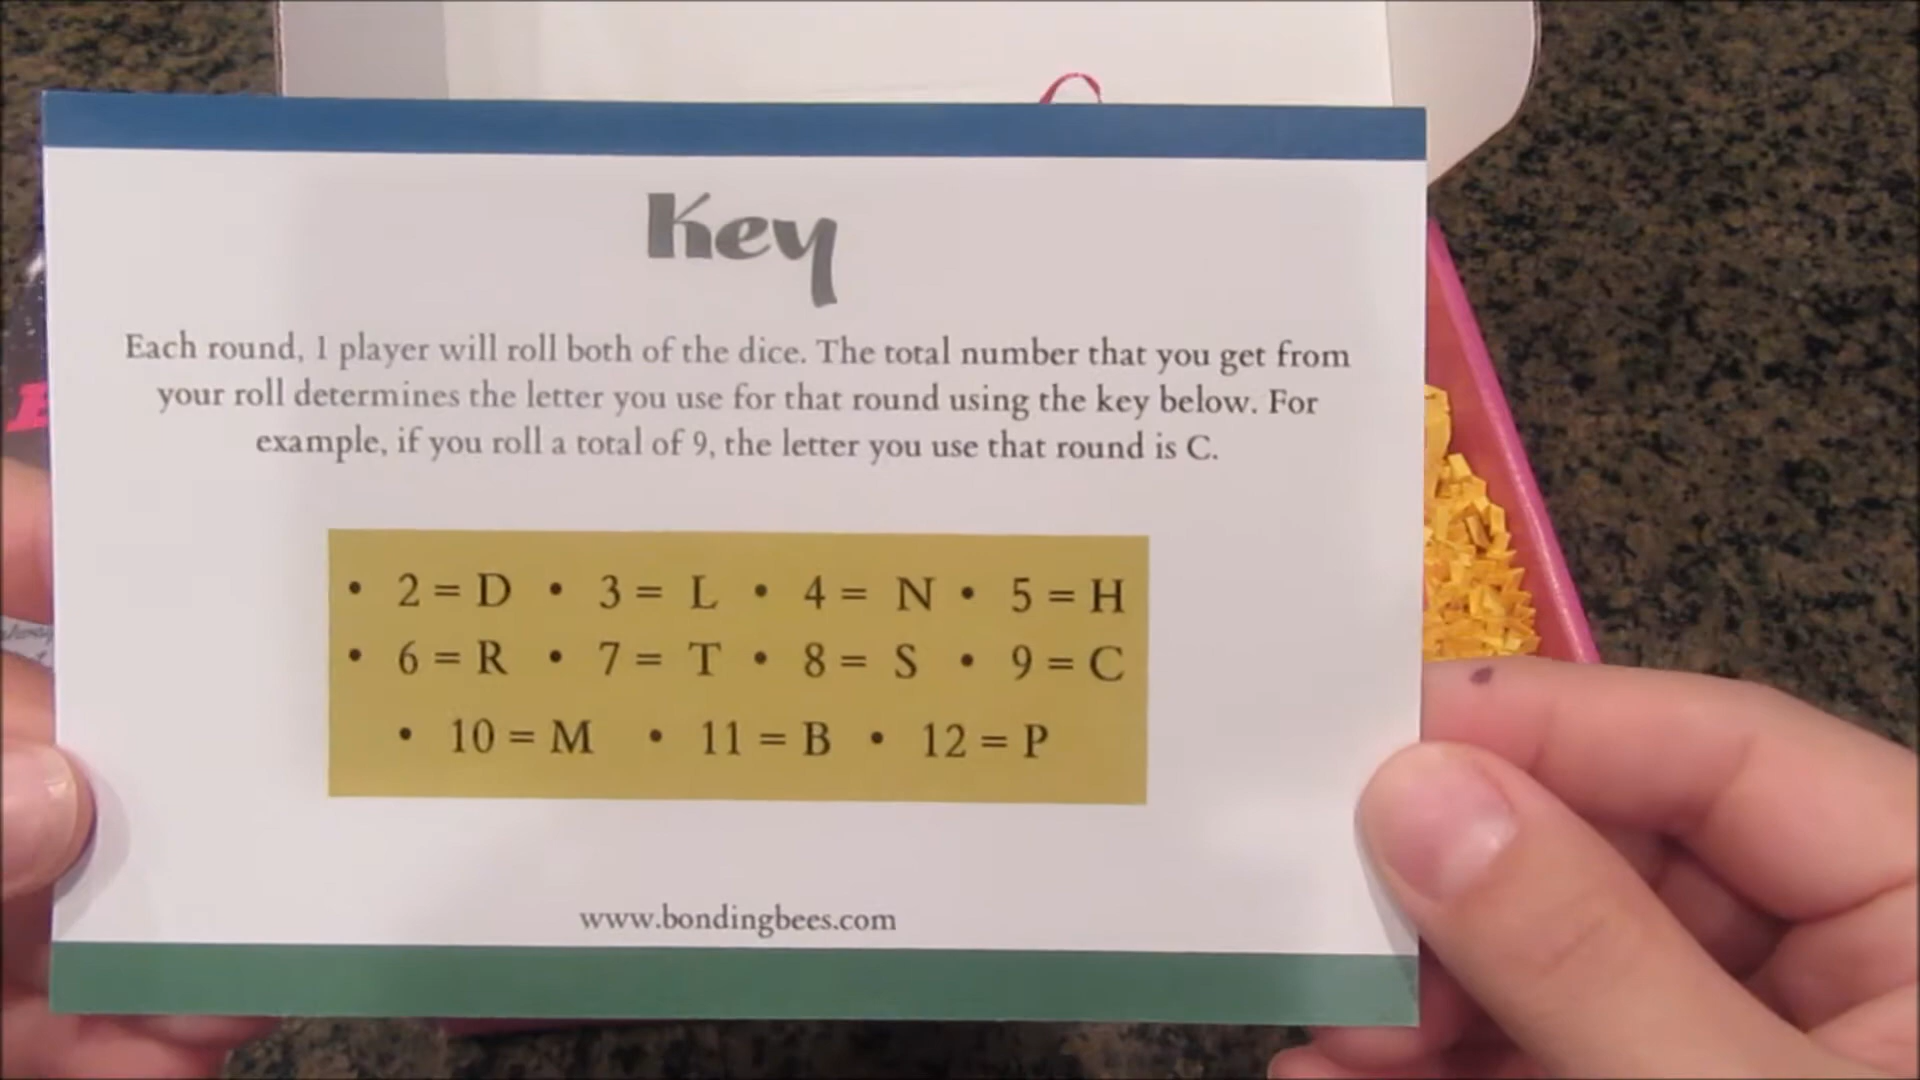 Key
Each round, 1 player will roll both of the dice. The total number that you get from
your roll determines the letter you use for that round using the key below. For
example, if you roll a total of 9, the letter you use that round is C.
• 2 = D • 3 = L • 4 = N • 5 = H
• 6 = R • 7 = T • 8 = S • 9 = C
• 10 = M • 11 = B • 12 = P
www.bondingbees.com